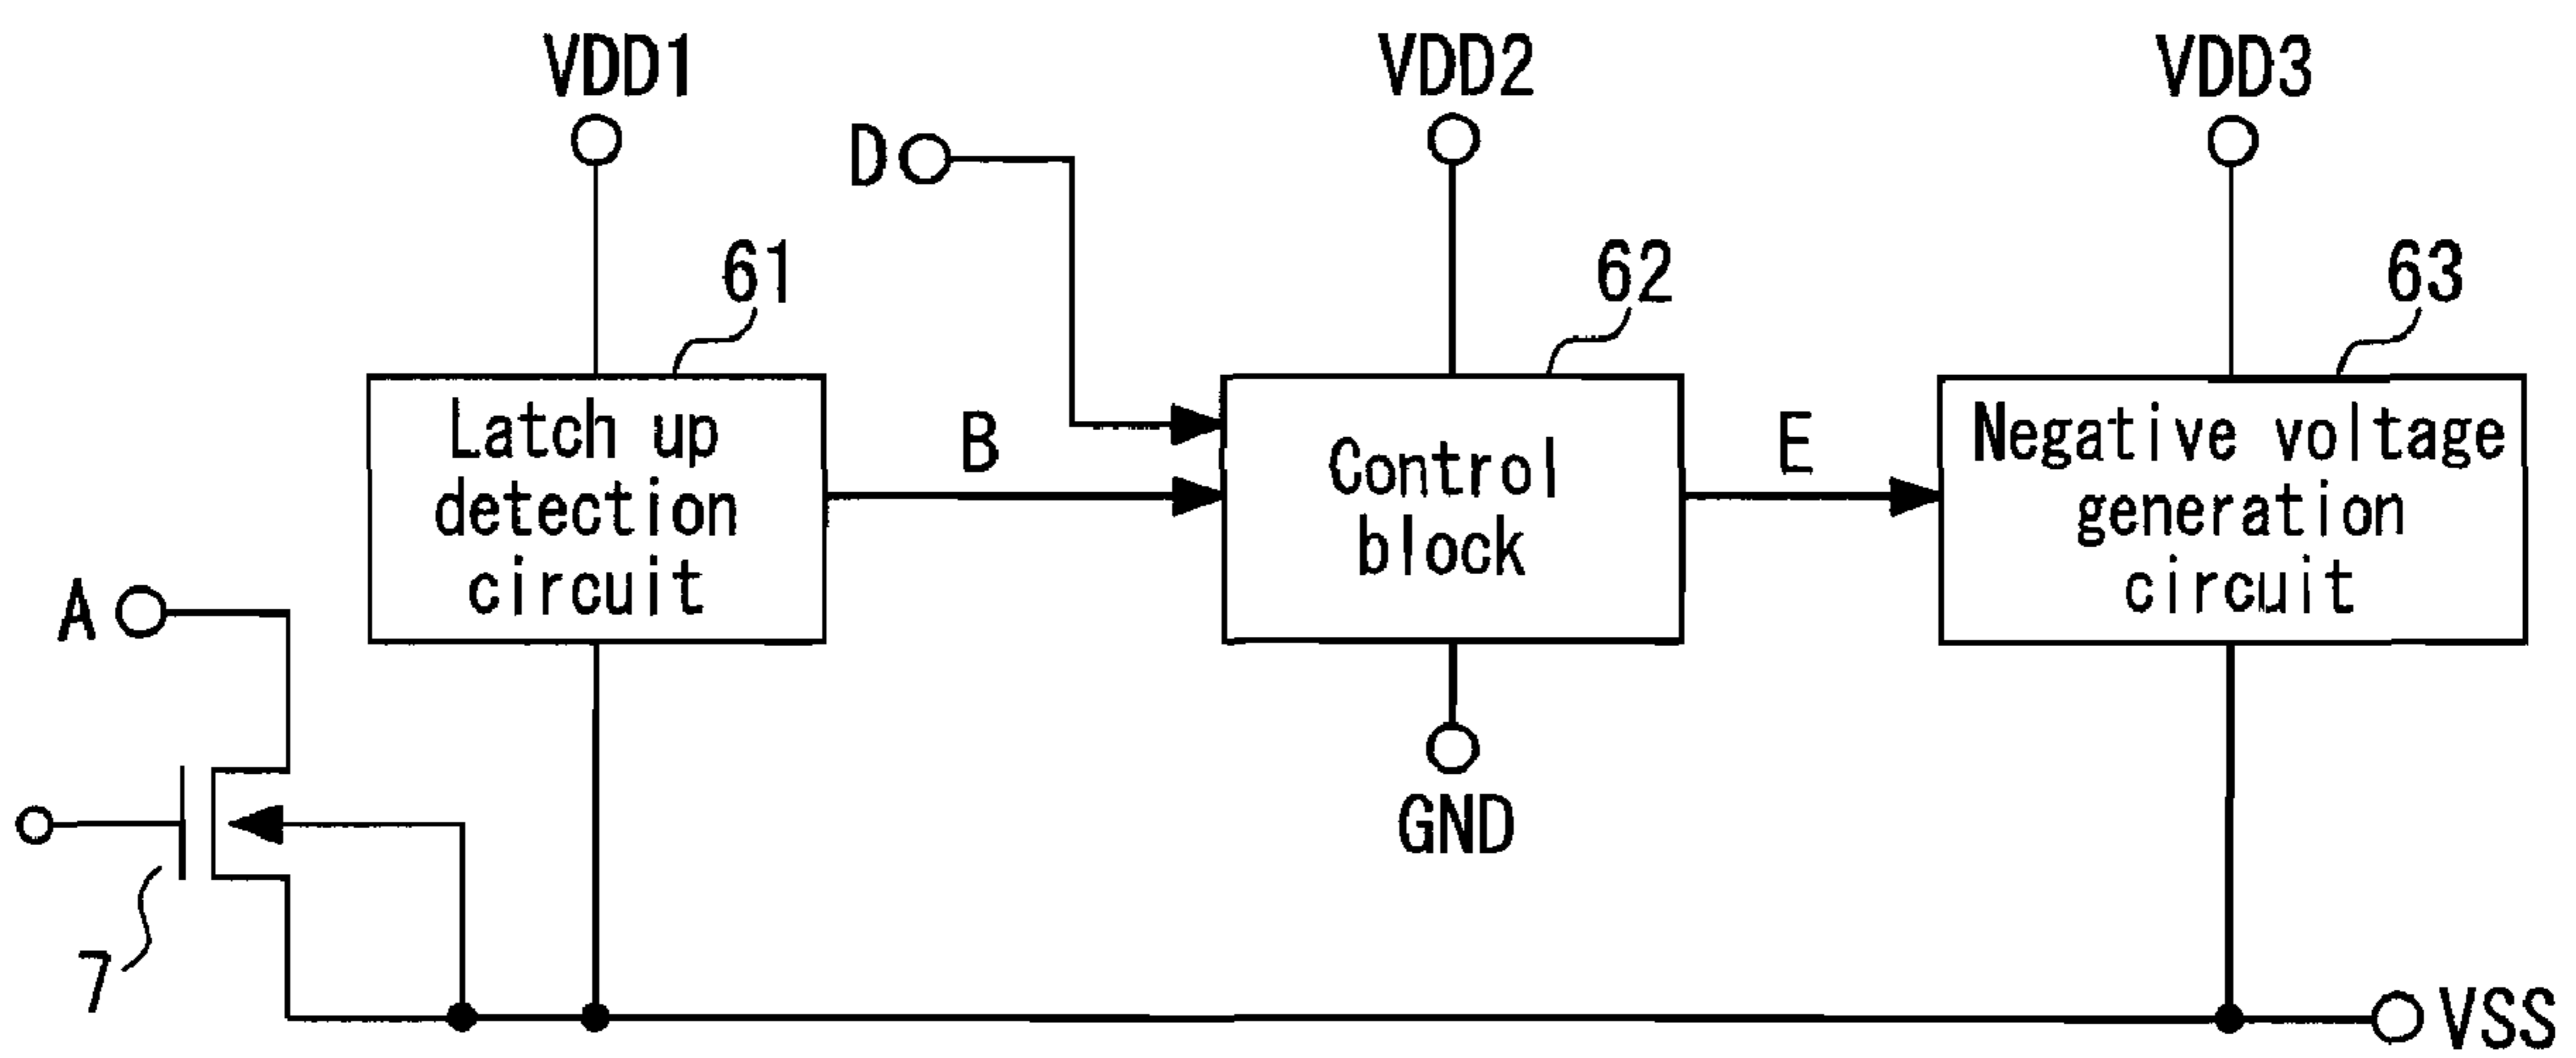 VDD1
VDD2
VDD3
D
61
62
63
Latch up
detection
circuit
B
Control
block
E
Negative voltage
generation
circuit
A
GND
7
VSS